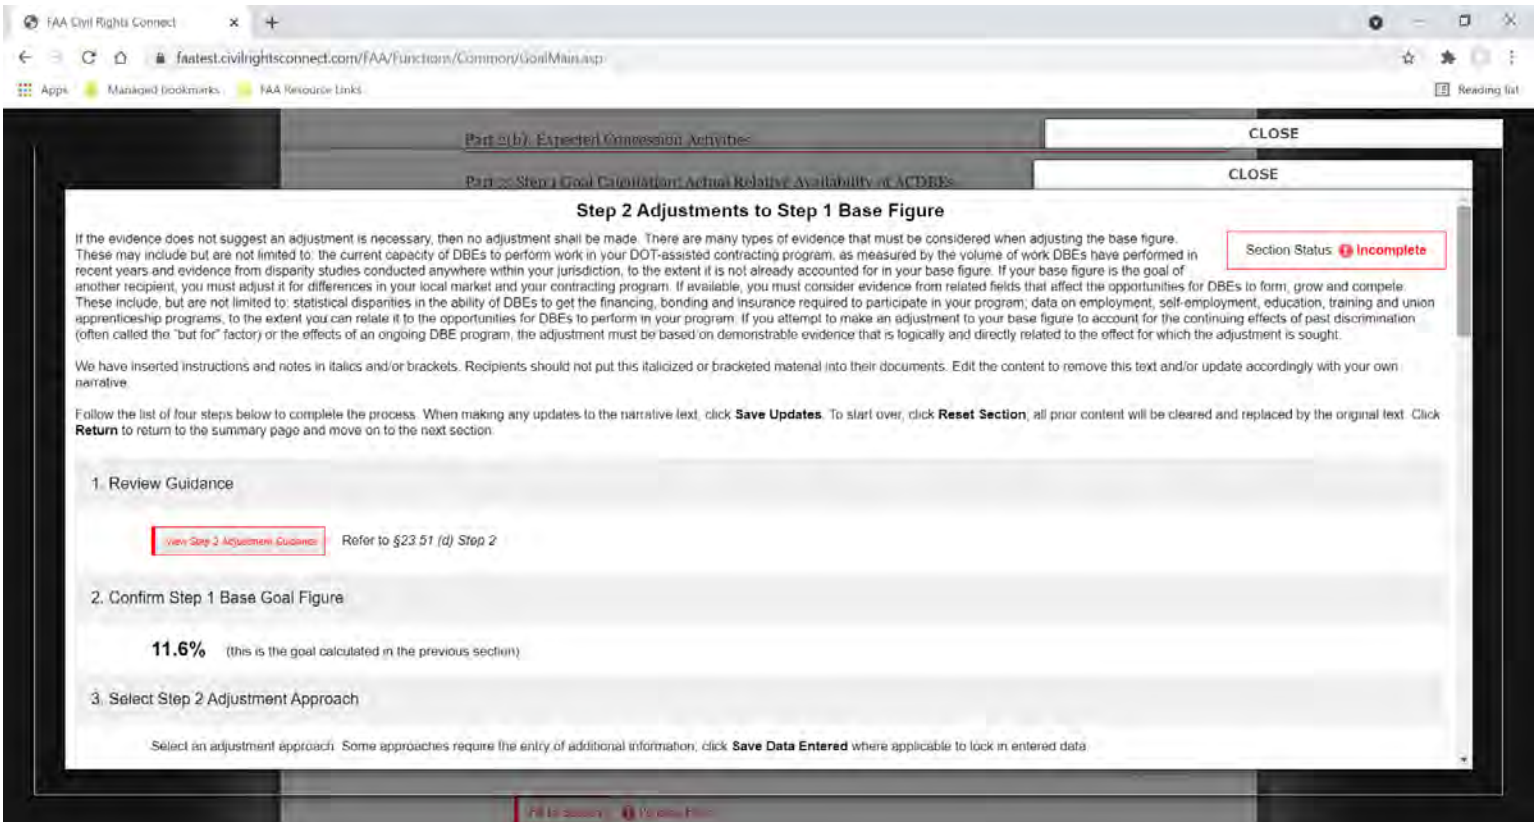 FAA Civil Rights Connect
faatest.civilrightsconnect.com/FAA/Functions/Common/GoalMain.asp
Apps Managed bookmarks FAA Resource Links Reading list
Part 2(b): Expected Concession Activities
CLOSE
Part 3: Step 1 Goal Calculation: Actual Relative Availability of ACDBEs
CLOSE
Step 2 Adjustments to Step 1 Base Figure
Section Status: Incomplete
If the evidence does not suggest an adjustment is necessary, then no adjustment shall be made. There are many types of evidence that must be considered when adjusting the base figure.
These may include but are not limited to: the current capacity of DBEs to perform work in your DOT-assisted contracting program, as measured by the volume of work DBEs have performed in
recent years and evidence from disparity studies conducted anywhere within your jurisdiction, to the extent it is not already accounted for in your base figure. If your base figure is the goal of
another recipient, you must adjust it for differences in your local market and your contracting program. If available, you must consider evidence from related fields that affect the opportunities for DBEs to form, grow and compete.
These include, but are not limited to: statistical disparities in the ability of DBEs to get the financing, bonding and insurance required to participate in your program; data on employment, self-employment, education, training and union
apprenticeship programs, to the extent you can relate it to the opportunities for DBEs to perform in your program. If you attempt to make an adjustment to your base figure to account for the continuing effects of past discrimination
(often called the "but for" factor) or the effects of an ongoing DBE program, the adjustment must be based on demonstrable evidence that is logically and directly related to the effect for which the adjustment is sought.
We have inserted instructions and notes in italics and/or brackets. Recipients should not put this italicized or bracketed material into their documents. Edit the content to remove this text and/or update accordingly with your own
narrative.
Follow the list of four steps below to complete the process. When making any updates to the narrative text, click Save Updates. To start over, click Reset Section; all prior content will be cleared and replaced by the original text. Click
Return to return to the summary page and move on to the next section.
1. Review Guidance
View Step 2 Adjustment Guidance Refer to §23.51 (d) Step 2
2. Confirm Step 1 Base Goal Figure
11.6% (this is the goal calculated in the previous section)
3. Select Step 2 Adjustment Approach
Select an adjustment approach. Some approaches require the entry of additional information; click Save Data Entered where applicable to lock in entered data.